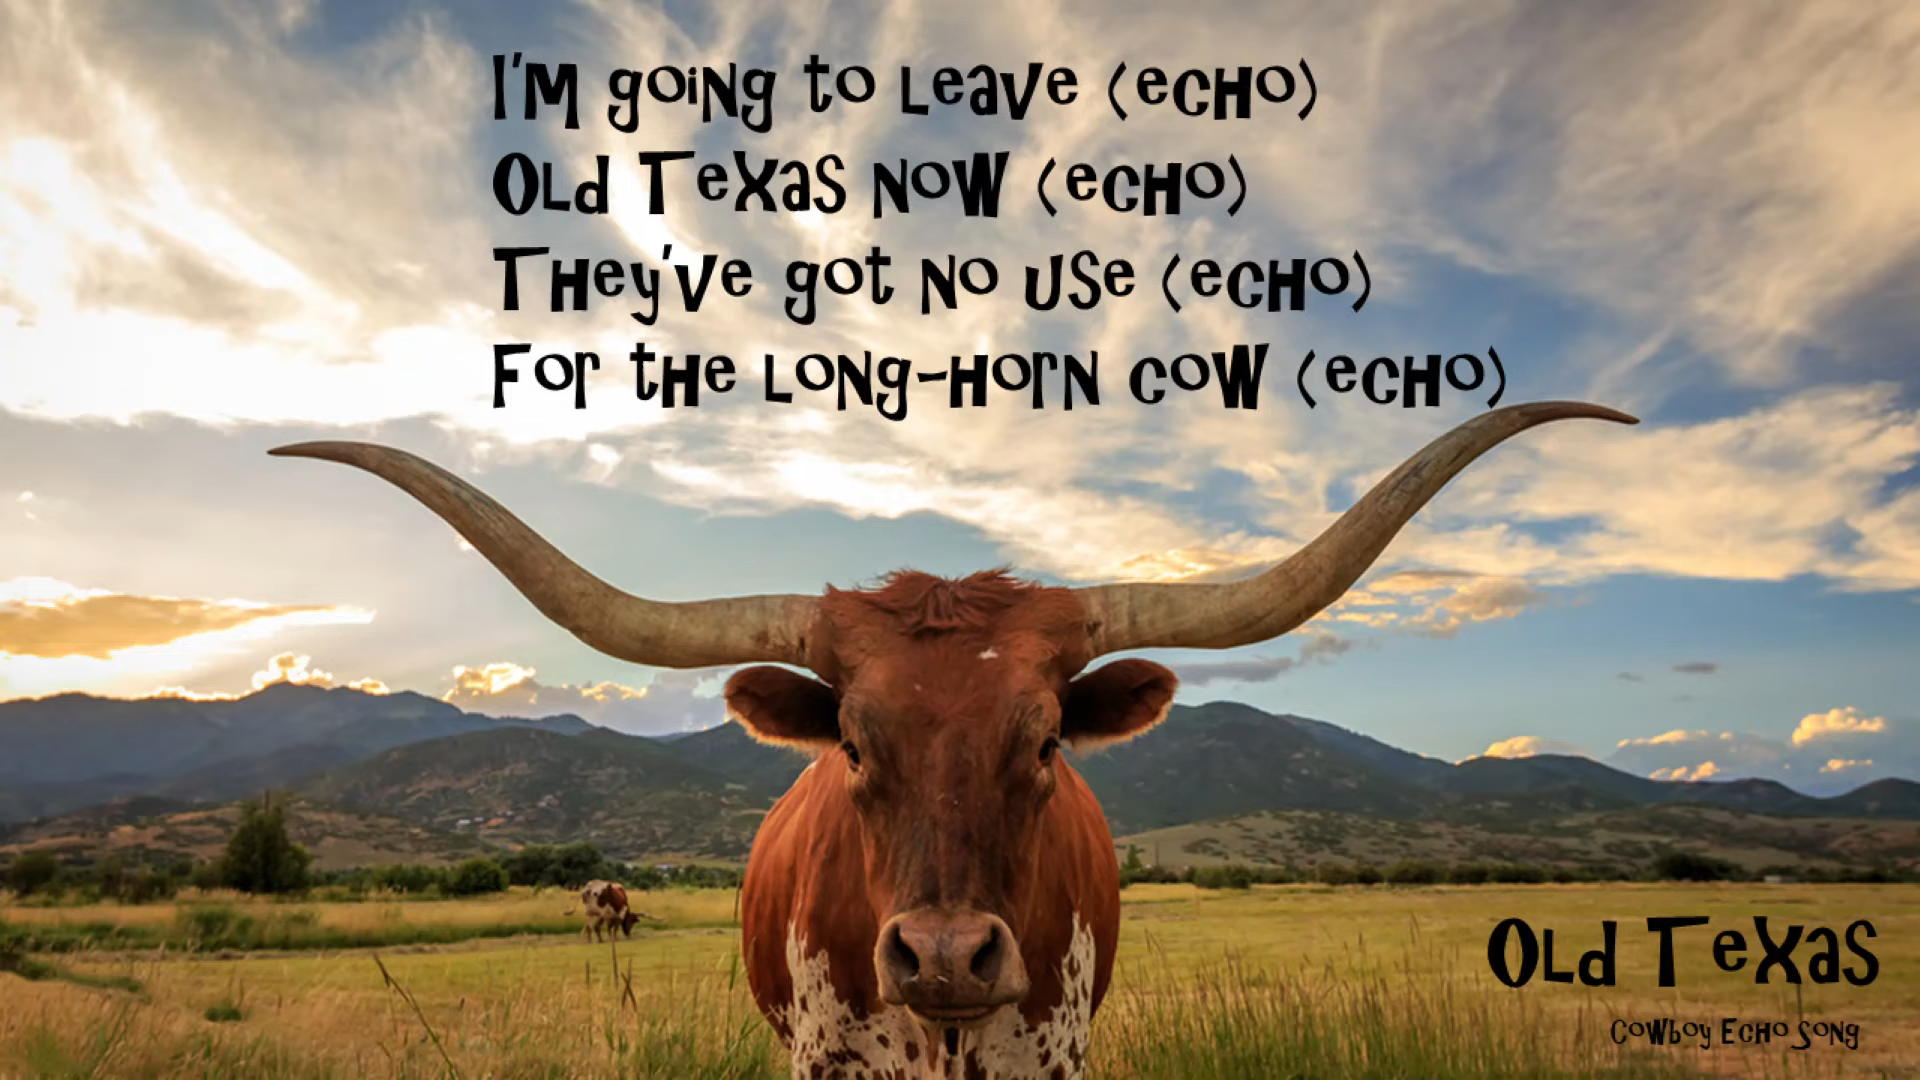 I'm going to leave (echo)
Old Texas now (echo)
They've got no use (echo)
For the long-horn cow (echo)
Old Texas
Cowboy Echo Song